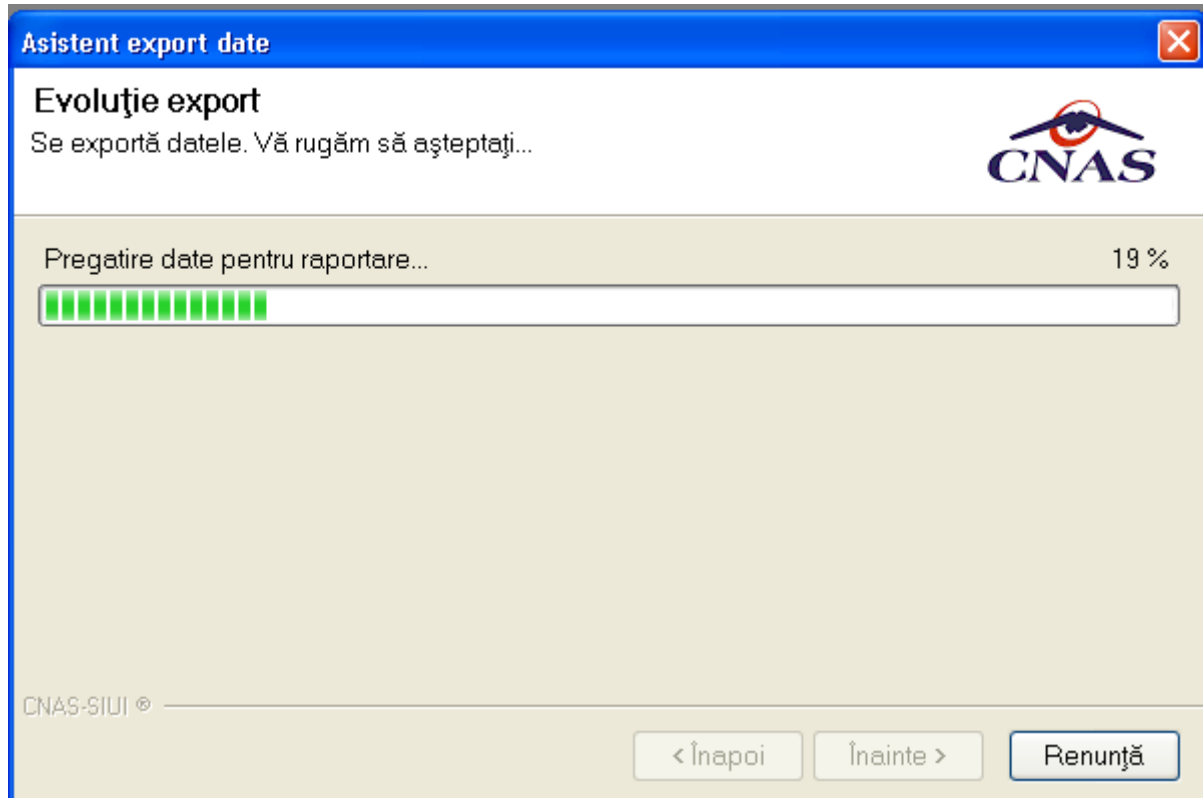 Asistent export date
Evoluţie export
Se exportă datele. Vă rugăm să aşteptaţi...
CNAS
Pregatire date pentru raportare... 19 %
CNAS-SIUI ®
< Înapoi Înainte > Renunţă